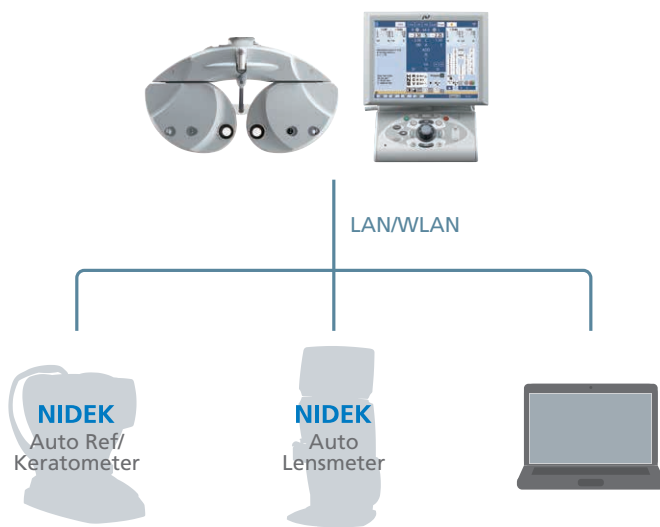 LAN/WLAN
NIDEK
Auto Ref/
Keratometer
NIDEK
Auto
Lensmeter